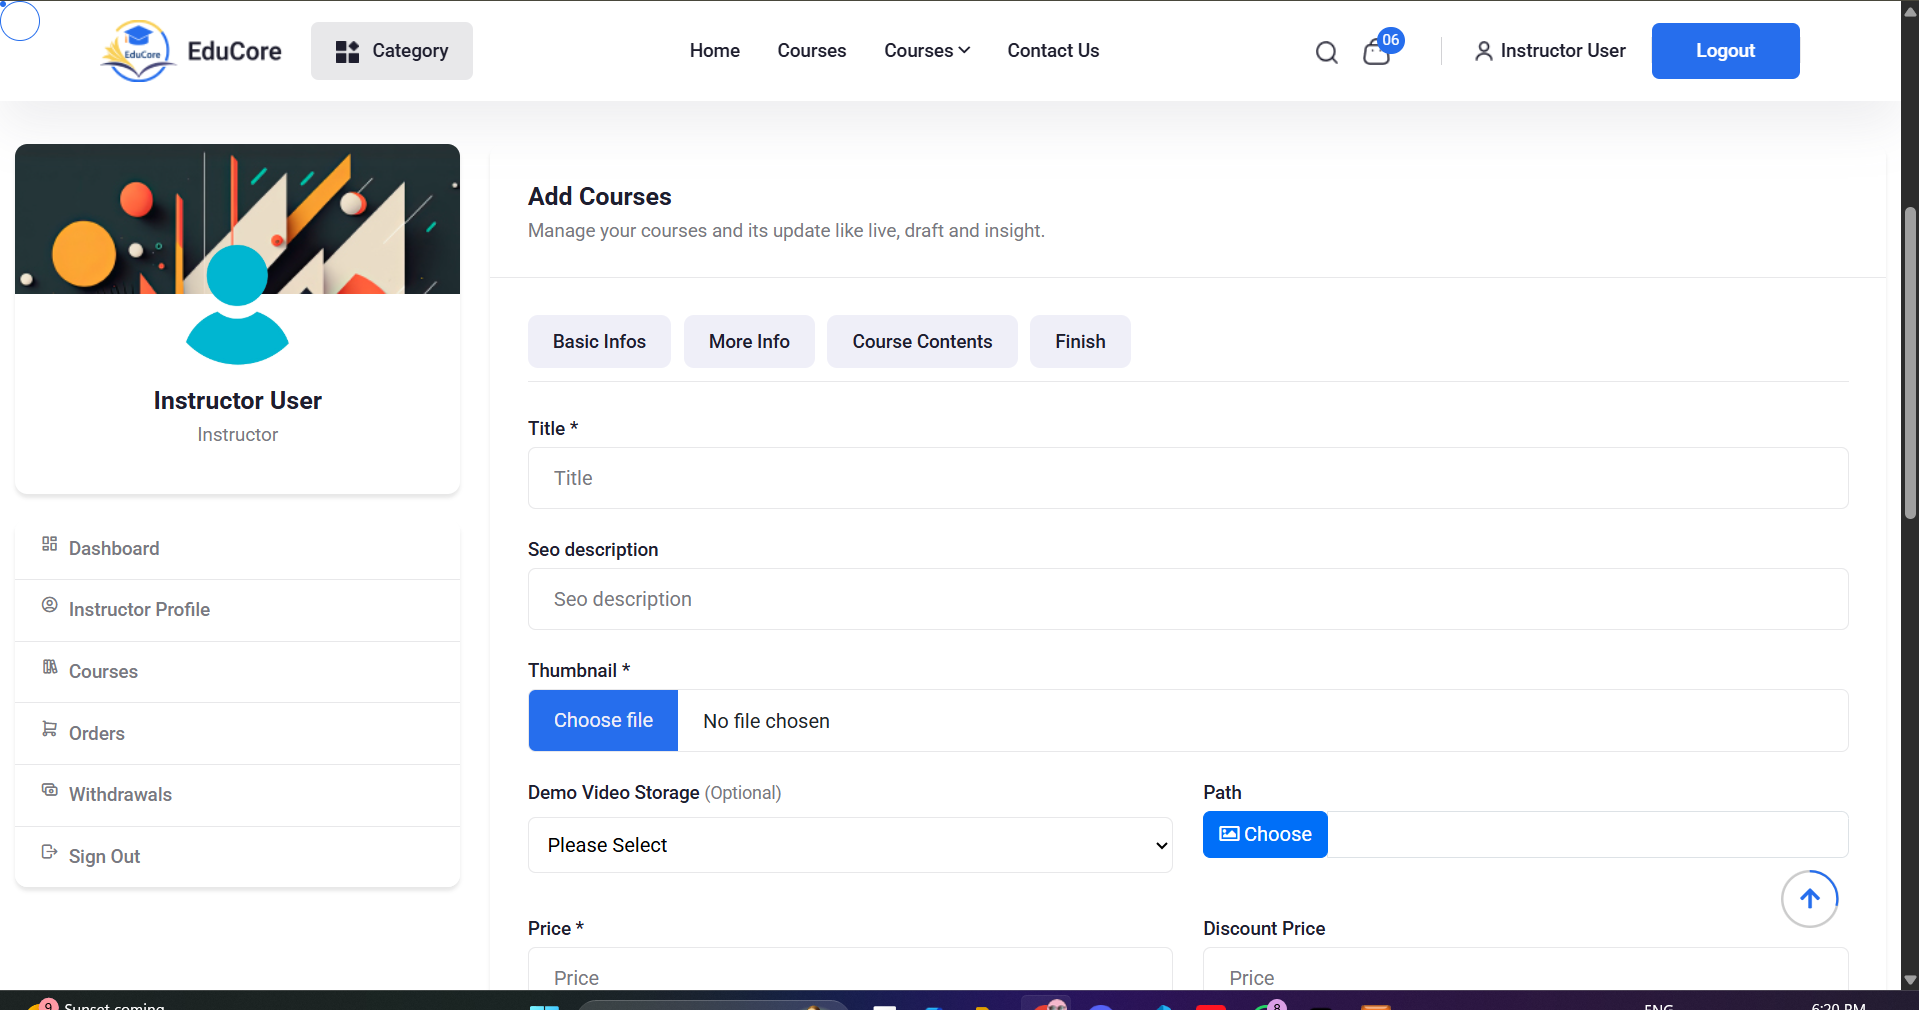 EduCore
EduCore
Category
Home
Courses
Courses
Contact Us
06
Instructor User
Logout
Instructor User
Instructor
Dashboard
Instructor Profile
Courses
Orders
Withdrawals
Sign Out
Add Courses
Manage your courses and its update like live, draft and insight.
Basic Infos
More Info
Course Contents
Finish
Title *
Title
Seo description
Seo description
Thumbnail *
Choose file No file chosen
Demo Video Storage (Optional)
Please Select
Path
Choose
Price *
Price
Discount Price
Price
9
Sunset coming
8
ENG
6:20 PM